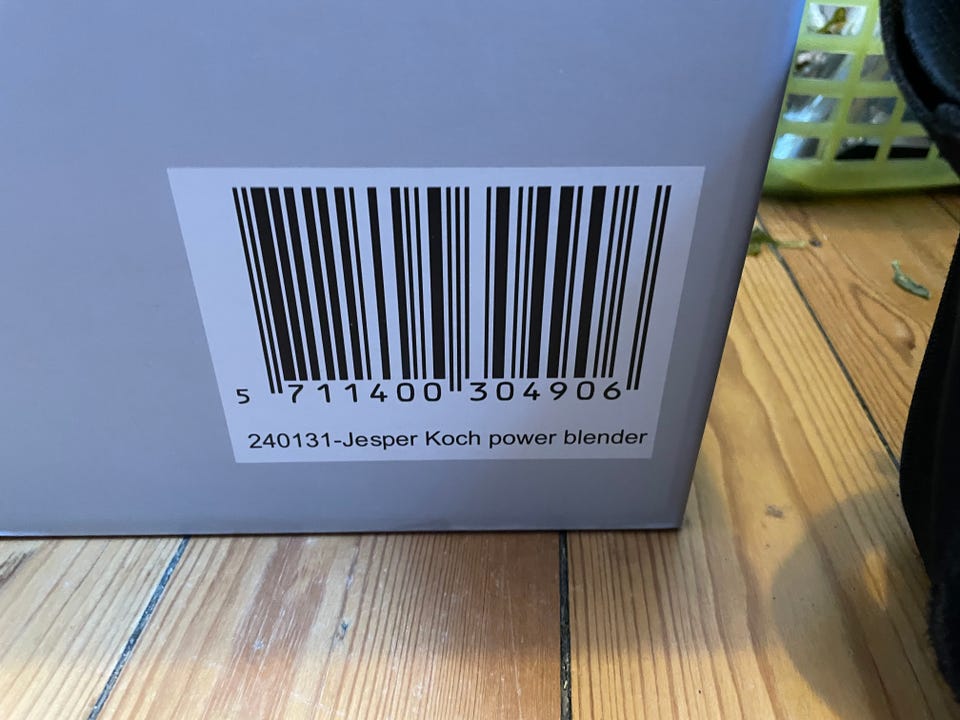 5 711400 304906
240131-Jesper Koch power blender